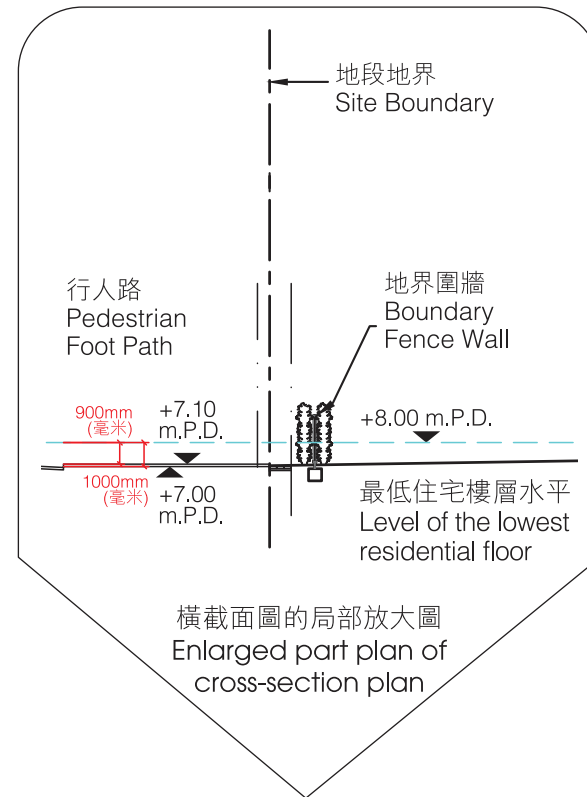 地段地界
Site Boundary
行人路
Pedestrian
Foot Path
地界圍牆
Boundary
Fence Wall
900mm
(毫米)
+7.10
m.P.D.
+8.00 m.P.D.
1000mm
(毫米)
+7.00
m.P.D.
最低住宅樓層水平
Level of the lowest
residential floor
橫截面圖的局部放大圖
Enlarged part plan of
cross-section plan